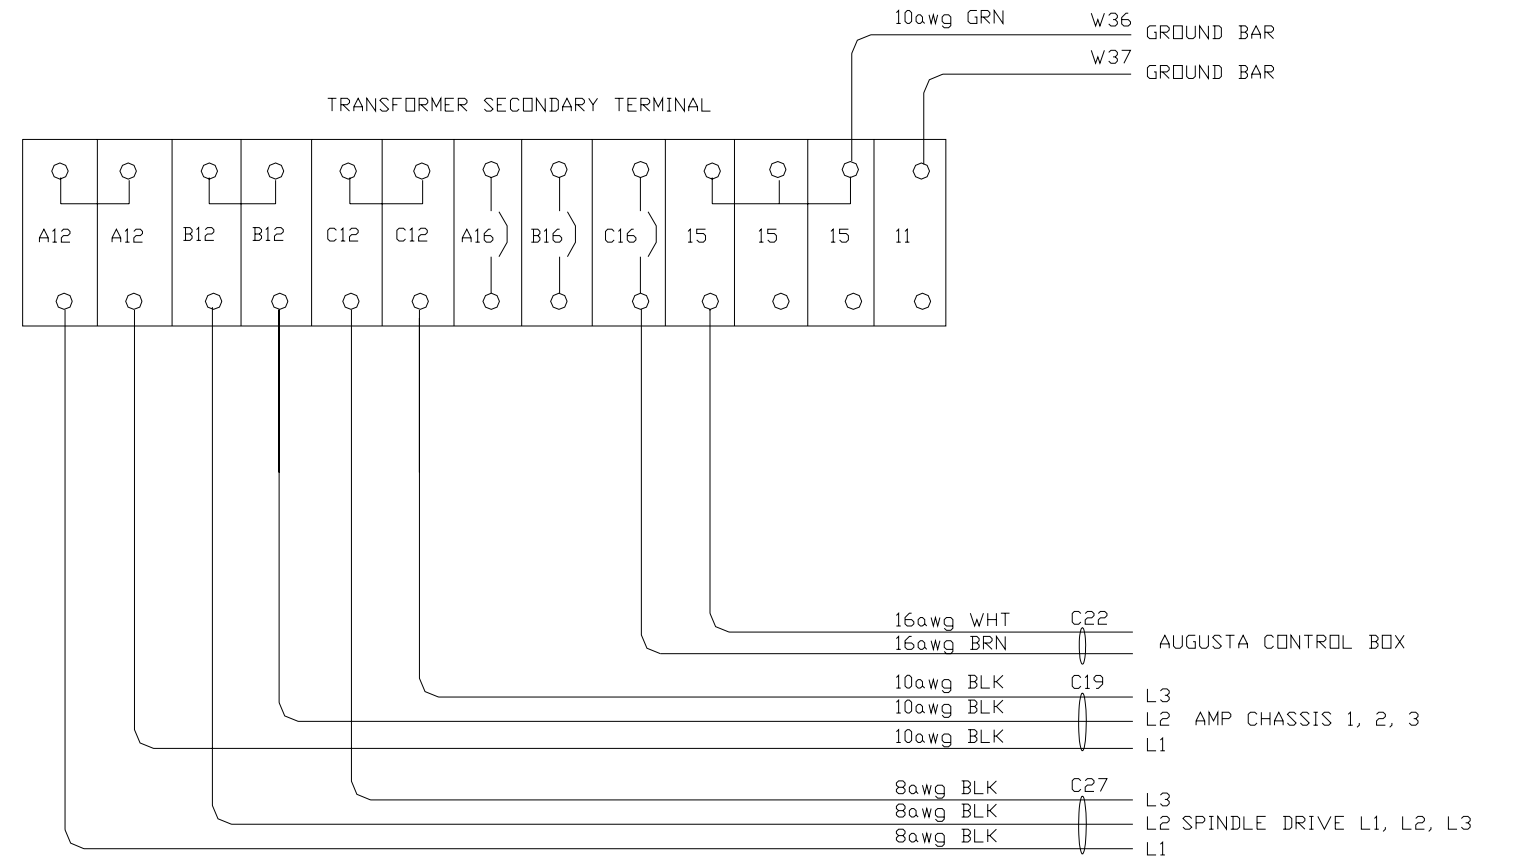 10awg GRN W36 GROUND BAR
W37 GROUND BAR
TRANSFORMER SECONDARY TERMINAL
A12 A12 B12 B12 C12 C12 A16 B16 C16 15 15 15 11
16awg WHT C22
16awg BRN AUGUSTA CONTROL BOX
10awg BLK C19 L3
10awg BLK L2 AMP CHASSIS 1, 2, 3
10awg BLK L1
8awg BLK C27 L3
8awg BLK L2 SPINDLE DRIVE L1, L2, L3
8awg BLK L1